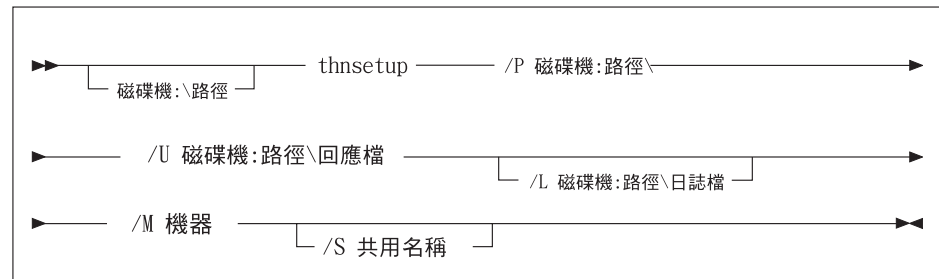 thnsetup /P 磁碟機:路徑\
磁碟機:\路徑
/U 磁碟機:路徑\回應檔
/L 磁碟機:路徑\日誌檔
/M 機器
/S 共用名稱